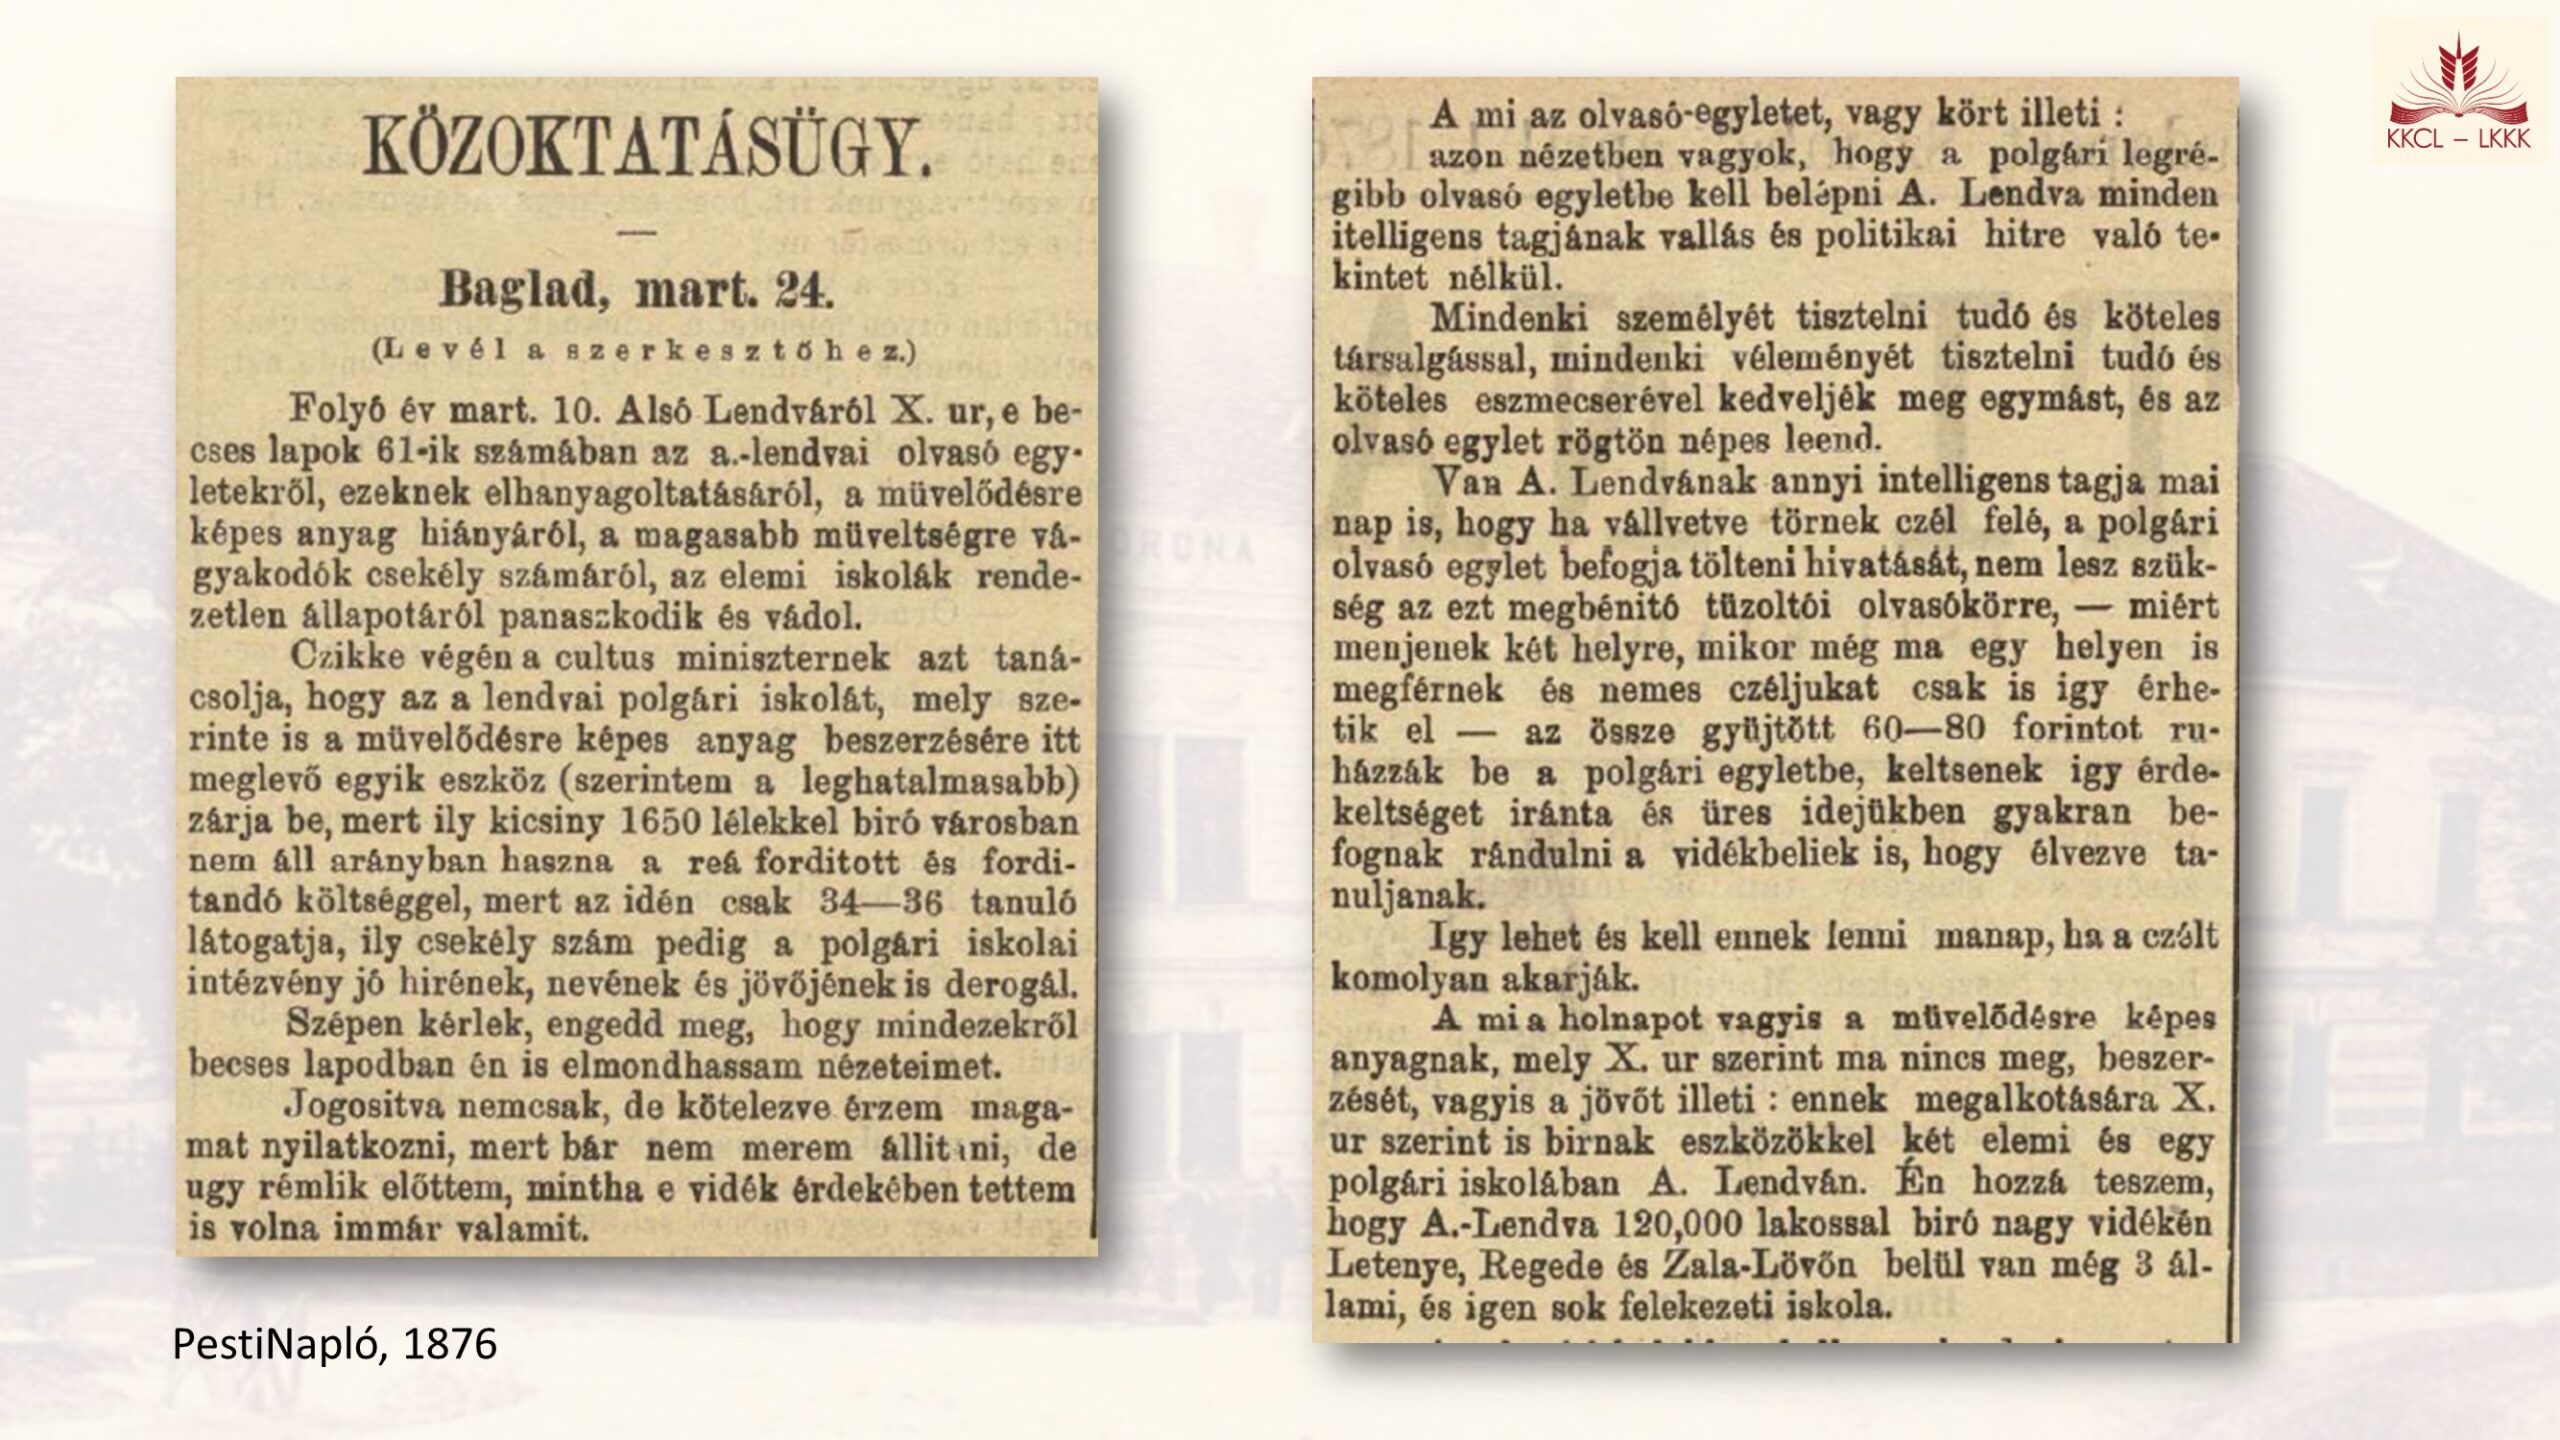 KÖZOKTATÁSÜGY.
—
Baglad, mart. 24.
(Levél a szerkesztőhez.)
Folyó év mart. 10. Alsó Lendváról X. ur, e be-
cses lapok 61-ik számában az a.-lendvai olvasó egy-
letekről, ezeknek elhanyagoltatásáról, a müvelődésre
képes anyag hiányáról, a magasabb müveltségre vá-
gyakodók csekély számáról, az elemi iskolák rende-
zetlen állapotáról panaszkodik és vádol.
Czikke végén a cultus miniszternek azt taná-
csolja, hogy az a lendvai polgári iskolát, mely sze-
rinte is a müvelődésre képes anyag beszerzésére itt
meglevő egyik eszköz (szerintem a leghatalmasabb)
zárja be, mert ily kicsiny 1650 lélekkel biró városban
nem áll arányban haszna a reá forditott és fordi-
tandó költséggel, mert az idén csak 34—36 tanuló
látogatja, ily csekély szám pedig a polgári iskolai
intézvény jó hirének, nevének és jövőjének is derogál.
Szépen kérlek, engedd meg, hogy mindezekről
becses lapodban én is elmondhassam nézeteimet.
Jogositva nemcsak, de kötelezve érzem maga-
mat nyilatkozni, mert bár nem merem állitani, de
ugy rémlik előttem, mintha e vidék érdekében tettem
is volna immár valamit.
PestiNapló, 1876
A mi az olvasó-egyletet, vagy kört illeti :
azon nézetben vagyok, hogy a polgári legré-
gibb olvasó egyletbe kell belépni A. Lendva minden
itelligens tagjának vallás és politikai hitre való te-
kintet nélkül.
Mindenki személyét tisztelni tudó és köteles
társalgással, mindenki véleményét tisztelni tudó és
köteles eszmecserével kedveljék meg egymást, és az
olvasó egylet rögtön népes leend.
Van A. Lendvának annyi intelligens tagja mai
nap is, hogy ha vállvetve törnek czél felé, a polgári
olvasó egylet befogja tölteni hivatását, nem lesz szük-
ség az ezt megbénitó tüzoltói olvasókörre, — miért
menjenek két helyre, mikor még ma egy helyen is
megférnek és nemes czéljukat csak is igy érhe-
tik el — az össze gyüjtött 60—80 forintot ru-
házzák be a polgári egyletbe, keltsenek igy érde-
keltséget iránta és üres idejükben gyakran be-
fognak rándulni a vidékbeliek is, hogy élvezve ta-
nuljanak.
Igy lehet és kell ennek lenni manap, ha a czélt
komolyan akarják.
A mi a holnapot vagyis a müvelődésre képes
anyagnak, mely X. ur szerint ma nincs meg, beszer-
zését, vagyis a jövőt illeti : ennek megalkotására X.
ur szerint is birnak eszközökkel két elemi és egy
polgári iskolában A. Lendván. Én hozzá teszem,
hogy A.-Lendva 120,000 lakossal biró nagy vidékén
Letenye, Regede és Zala-Lövőn belül van még 3 ál-
lami, és igen sok felekezeti iskola.
KKCL – LKKK